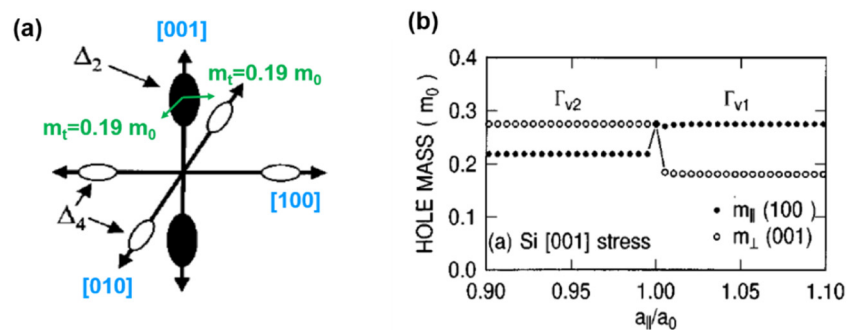 (a)
[001]
Δ₂
mₜ=0.19 m₀
mₜ=0.19 m₀
[100]
Δ₄
[010]
(b)
0.4
0.3
0.2
0.1
0.0
HOLE MASS ( m₀ )
Γᵥ₂
Γᵥ₁
• m∥ (100)
○ m⊥ (001)
(a) Si [001] stress
0.90 0.95 1.00 1.05 1.10
a∥/a₀